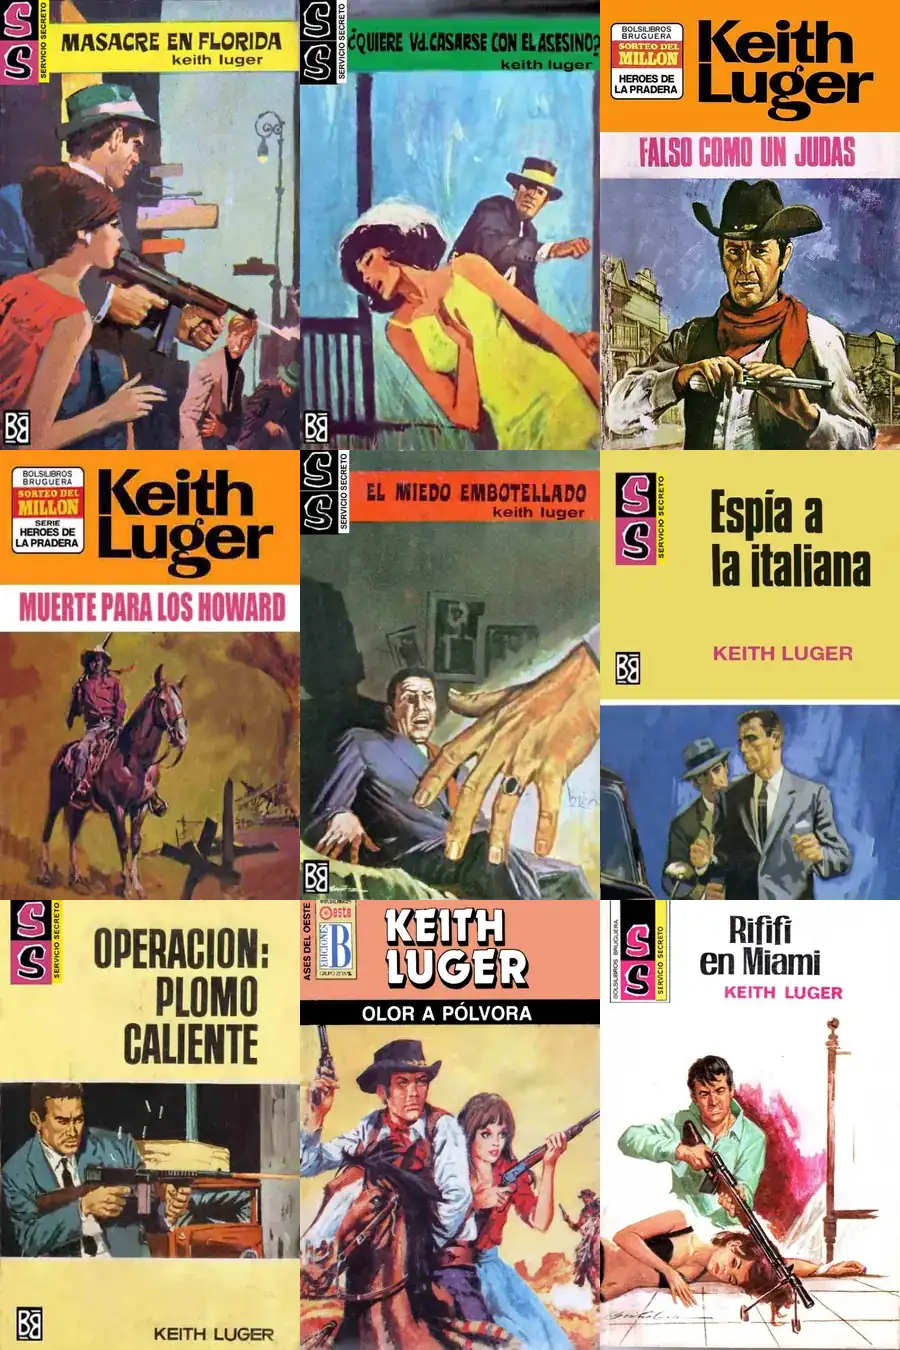 SS
SERVICIO SECRETO
MASACRE EN FLORIDA
keith luger
BB
SS
SERVICIO SECRETO
¿QUIERE Vd. CASARSE CON EL ASESINO?
keith luger
BB
BOLSILIBROS
BRUGUERA
SORTEO DEL
MILLON
HEROES DE
LA PRADERA
Keith
Luger
FALSO COMO UN JUDAS
BOLSILIBROS
BRUGUERA
SORTEO DEL
MILLON
SERIE
HEROES DE
LA PRADERA
Keith
Luger
MUERTE PARA LOS HOWARD
SS
SERVICIO SECRETO
EL MIEDO EMBOTELLADO
keith luger
BB
SS
SERVICIO SECRETO
Espía a
la italiana
KEITH LUGER
BB
SS
SERVICIO SECRETO
OPERACION:
PLOMO
CALIENTE
BB
KEITH LUGER
ASES DEL OESTE
Oeste
EDICIONES
B
GRUPO ZETA
KEITH
LUGER
OLOR A PÓLVORA
BOLSILIBROS BRUGUERA
SS
SERVICIO SECRETO
Rififi
en Miami
KEITH LUGER